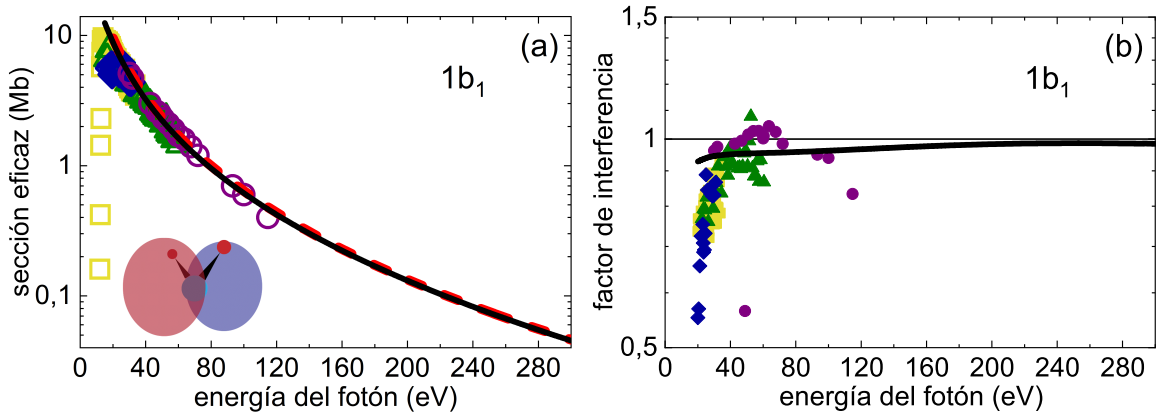 (a)
1b₁
10
1
0,1
sección eficaz (Mb)
0 40 80 120 160 200 240 280
energía del fotón (eV)
(b)
1b₁
1,5
1
0,5
factor de interferencia
0 40 80 120 160 200 240 280
energía del fotón (eV)